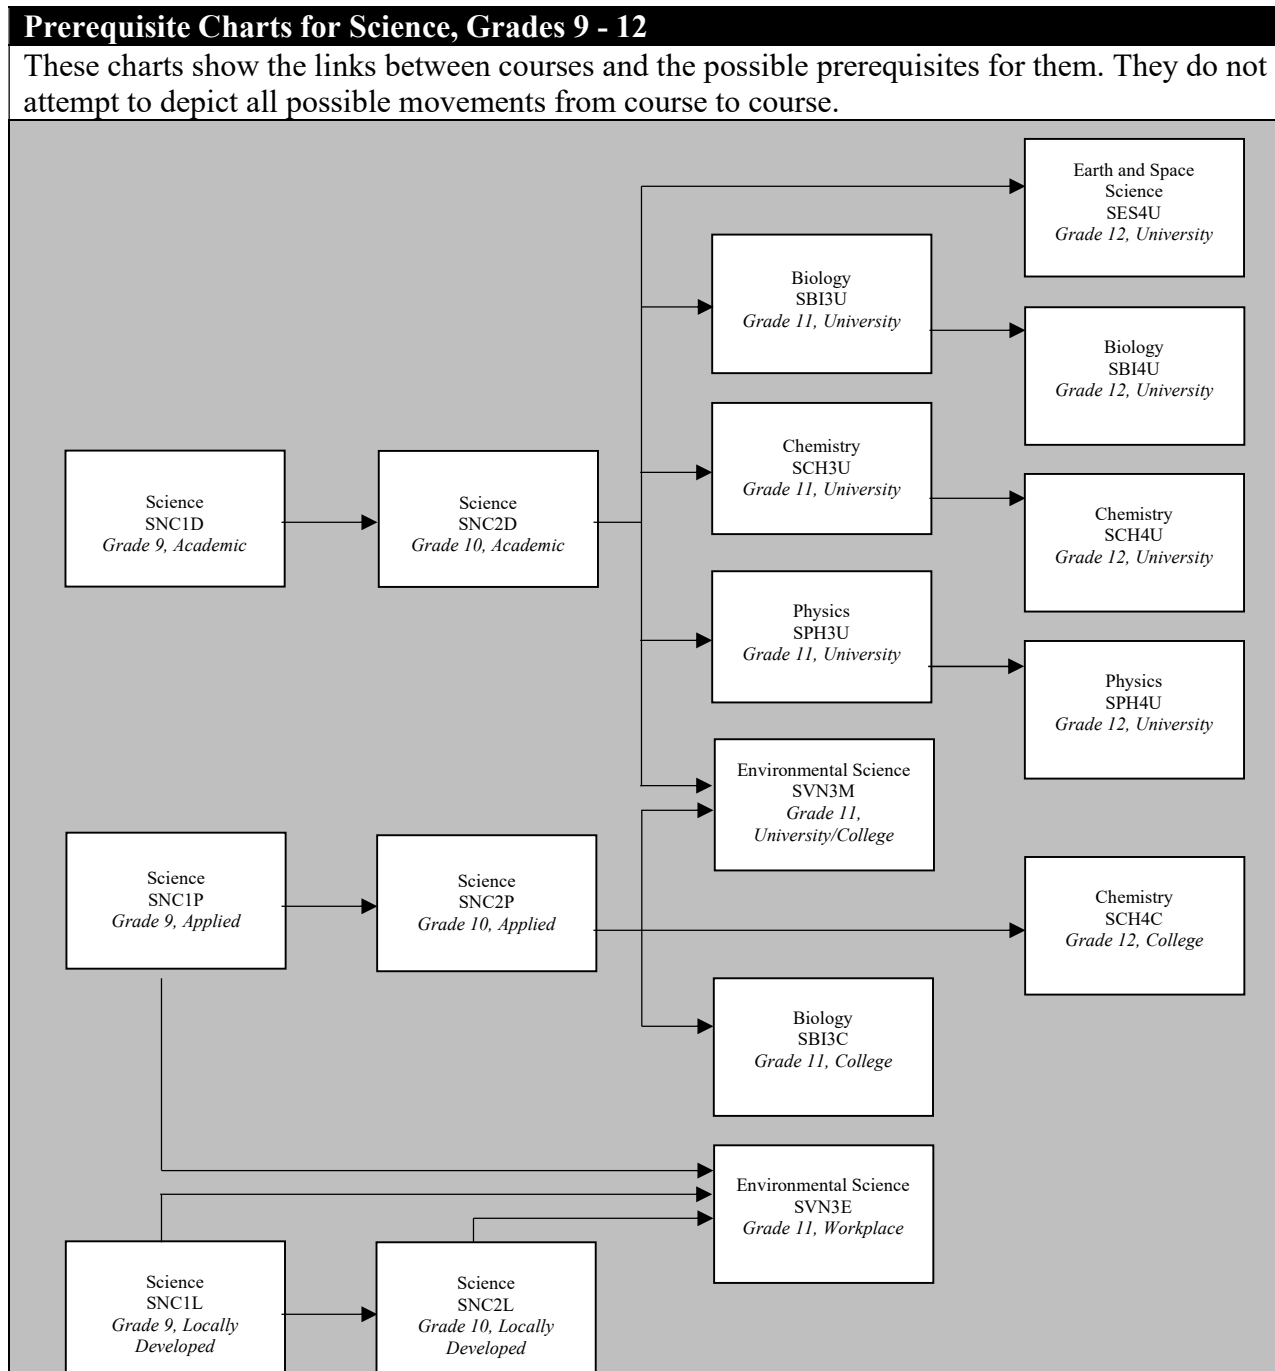 Prerequisite Charts for Science, Grades 9 - 12
These charts show the links between courses and the possible prerequisites for them. They do not
attempt to depict all possible movements from course to course.
Earth and Space
Science
SES4U
Grade 12, University
Biology
SBI3U
Grade 11, University
Biology
SBI4U
Grade 12, University
Chemistry
SCH3U
Grade 11, University
Science
SNC1D
Grade 9, Academic
Science
SNC2D
Grade 10, Academic
Chemistry
SCH4U
Grade 12, University
Physics
SPH3U
Grade 11, University
Physics
SPH4U
Grade 12, University
Environmental Science
SVN3M
Grade 11,
University/College
Science
SNC1P
Grade 9, Applied
Science
SNC2P
Grade 10, Applied
Chemistry
SCH4C
Grade 12, College
Biology
SBI3C
Grade 11, College
Environmental Science
SVN3E
Grade 11, Workplace
Science
SNC1L
Grade 9, Locally
Developed
Science
SNC2L
Grade 10, Locally
Developed